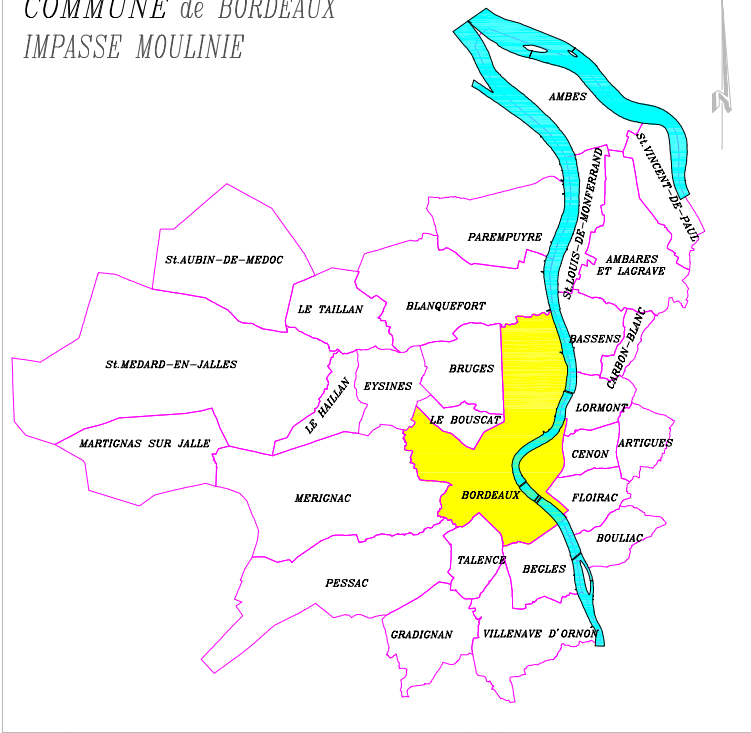 COMMUNE de BORDEAUX
IMPASSE MOULINIE
AMBES
St.VINCENT-DE-PAUL
St.LOUIS-DE-MONFERRAND
PAREMPUYRE
St.AUBIN-DE-MEDOC
AMBARES
ET LAGRAVE
LE TAILLAN
BLANQUEFORT
BASSENS
CARBON-BLANC
St.MEDARD-EN-JALLES
BRUGES
EYSINES
LE HAILLAN
LE BOUSCAT
LORMONT
MARTIGNAS SUR JALLE
ARTIGUES
CENON
MERIGNAC
BORDEAUX
FLOIRAC
BOULIAC
TALENCE
BEGLES
PESSAC
GRADIGNAN
VILLENAVE D'ORNON